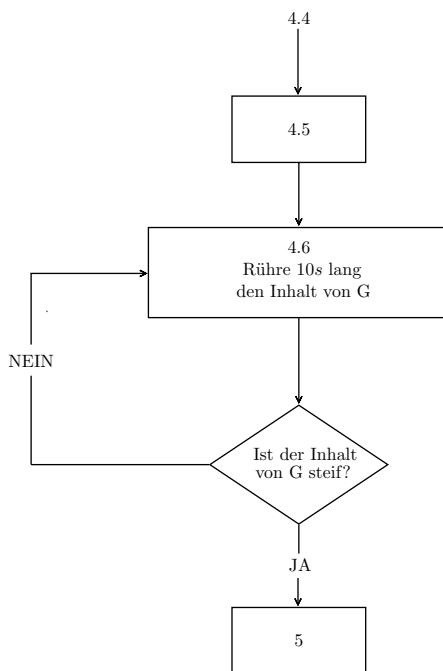 4.4
4.5
4.6
Rühre 10s lang
den Inhalt von G
NEIN
Ist der Inhalt
von G steif?
JA
5